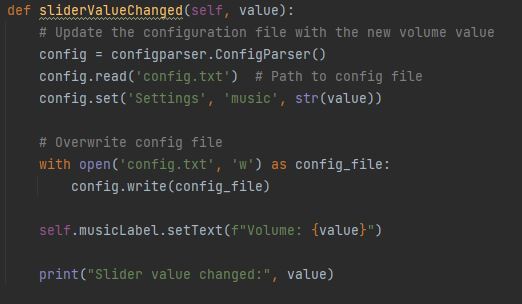 def sliderValueChanged(self, value):
    # Update the configuration file with the new volume value
    config = configparser.ConfigParser()
    config.read('config.txt')  # Path to config file
    config.set('Settings', 'music', str(value))
    # Overwrite config file
    with open('config.txt', 'w') as config_file:
        config.write(config_file)
    self.musicLabel.setText(f"Volume: {value}")
    print("Slider value changed:", value)